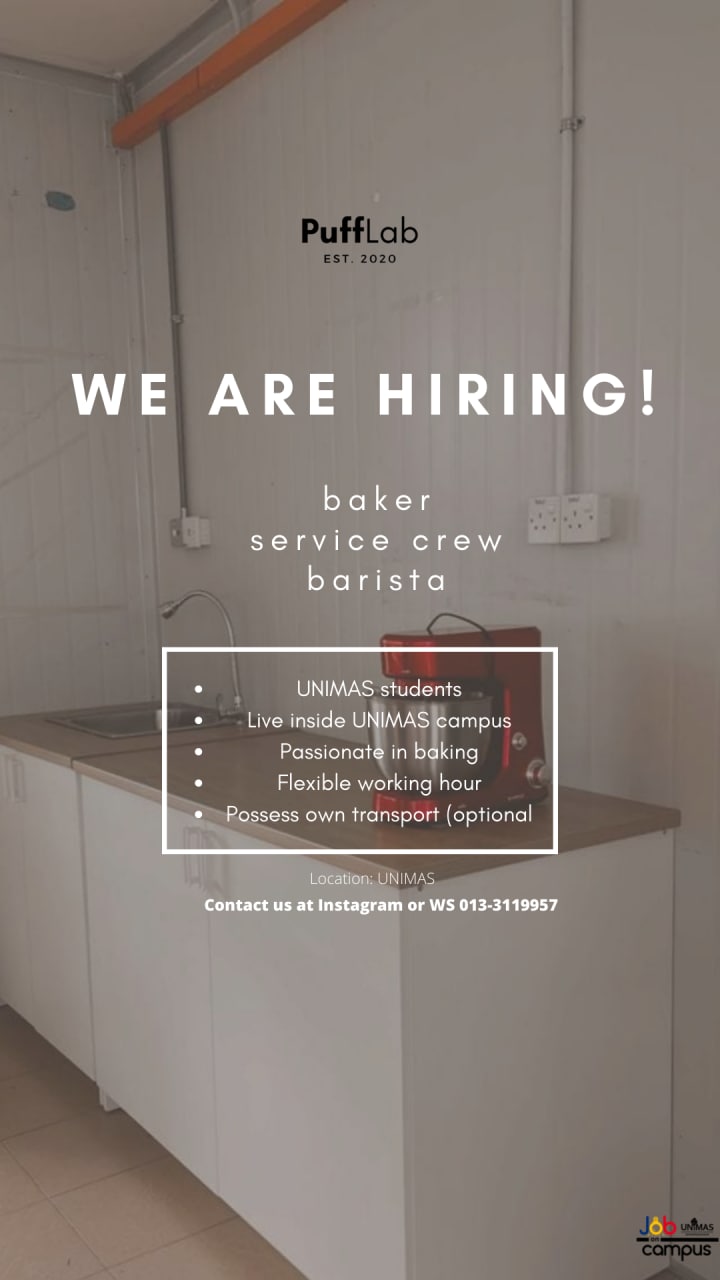 PuffLab
EST. 2020
WE ARE HIRING!
baker
service crew
barista
• UNIMAS students
• Live inside UNIMAS campus
• Passionate in baking
• Flexible working hour
• Possess own transport (optional
Location: UNIMAS
Contact us at Instagram or WS 013-3119957
Job UNIMAS
on
campus